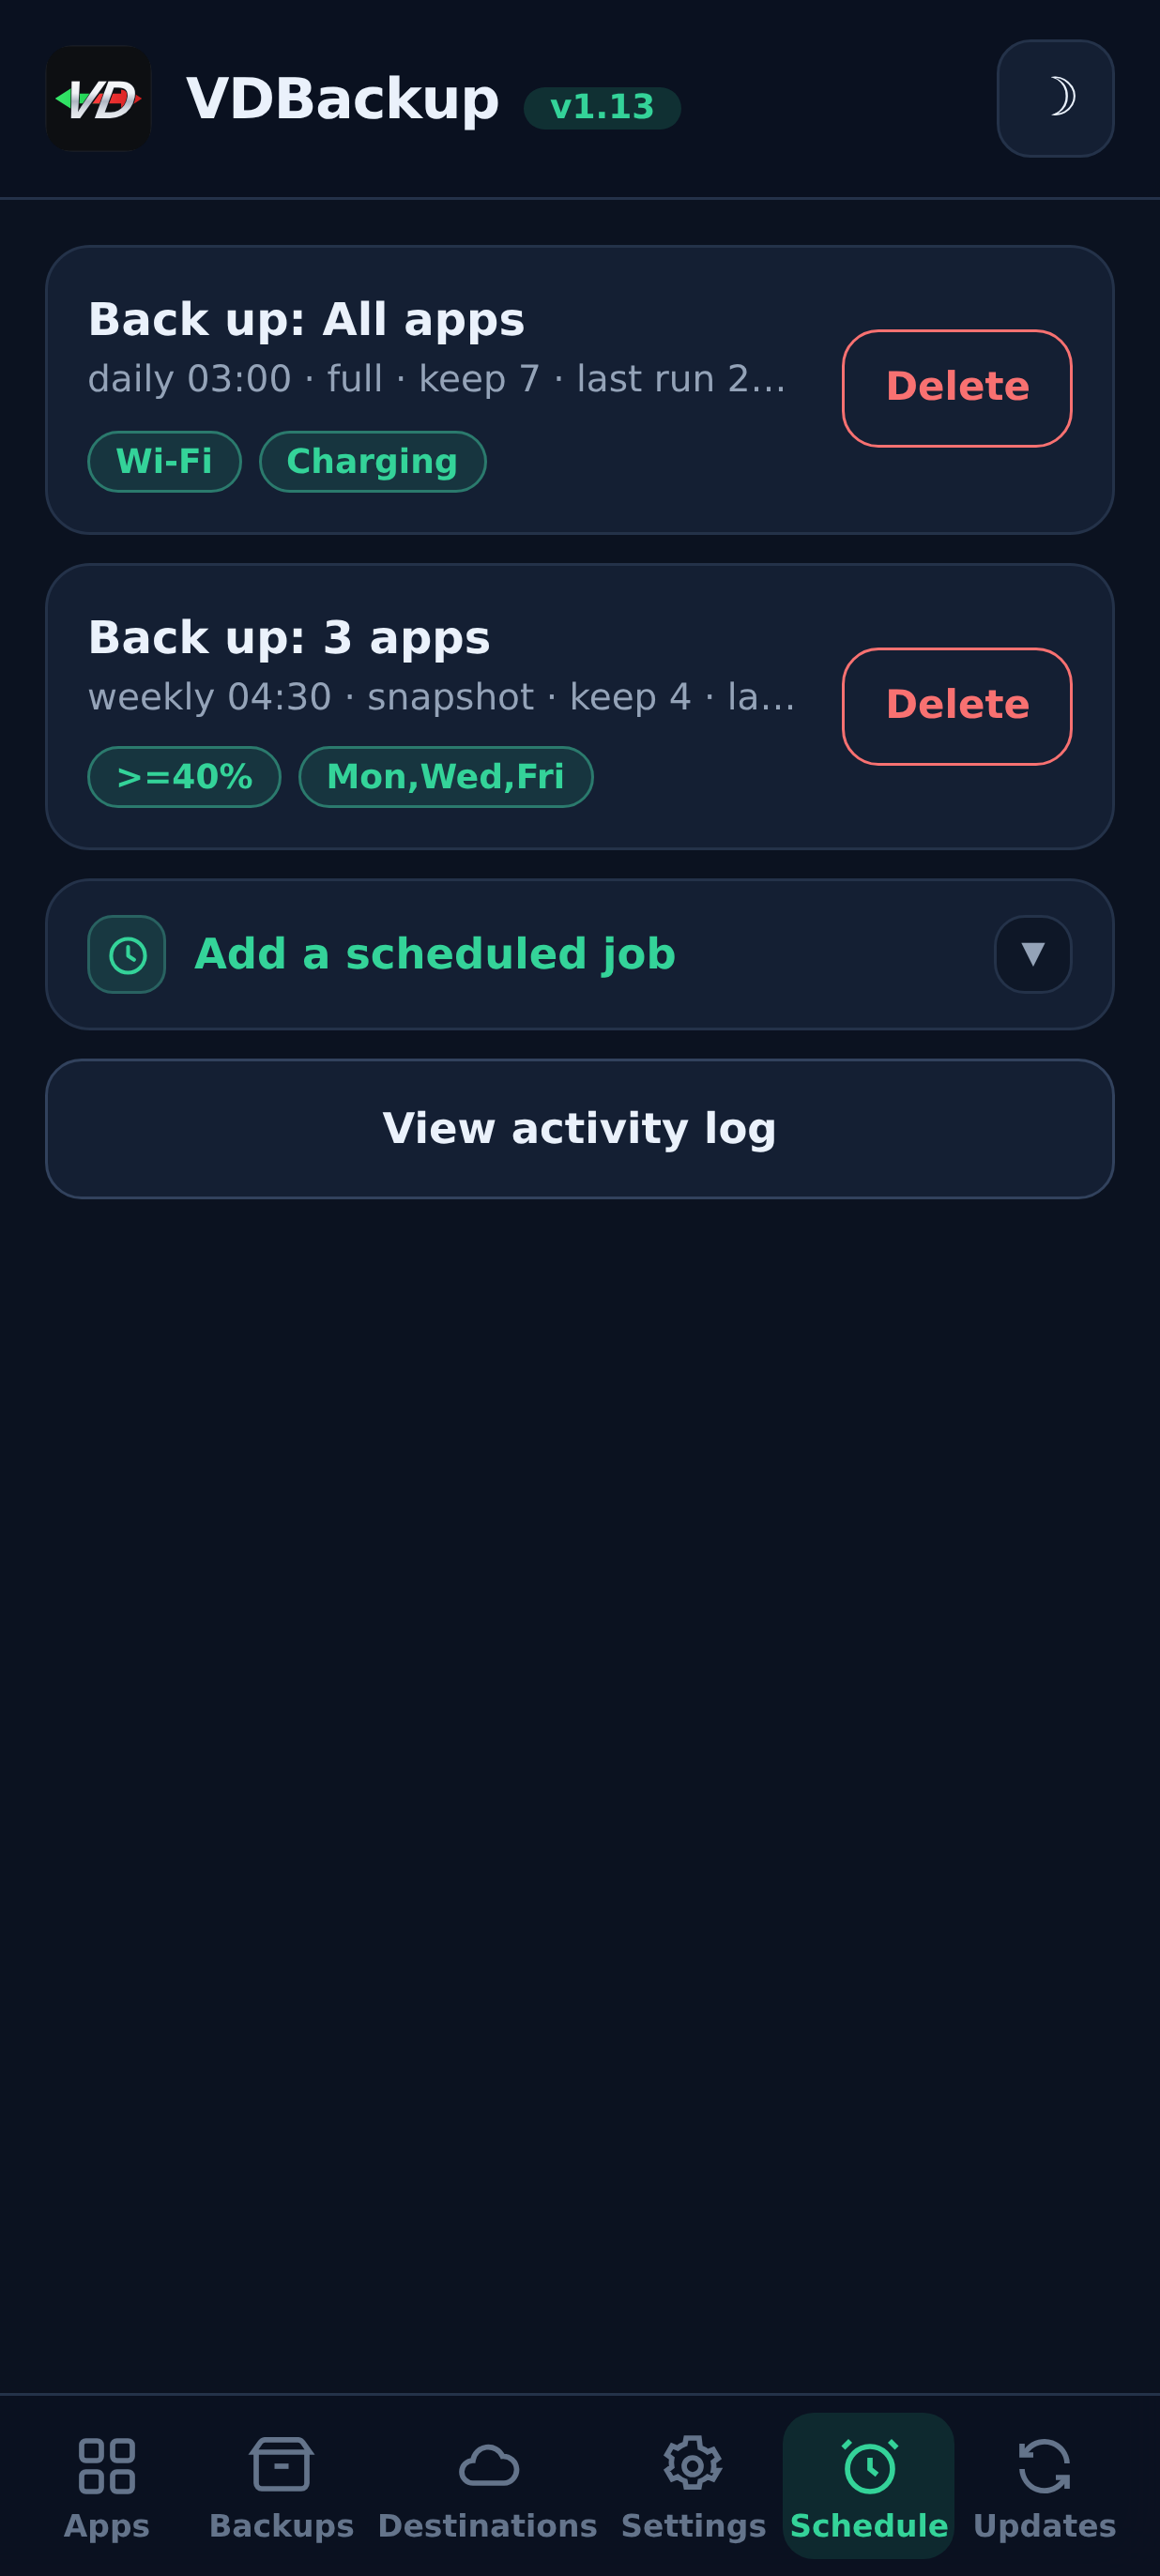 VD
VDBackup v1.13
Back up: All apps
daily 03:00 · full · keep 7 · last run 2...
Delete
Wi-Fi
Charging
Back up: 3 apps
weekly 04:30 · snapshot · keep 4 · la...
Delete
>=40%
Mon,Wed,Fri
Add a scheduled job
View activity log
Apps
Backups
Destinations
Settings
Schedule
Updates